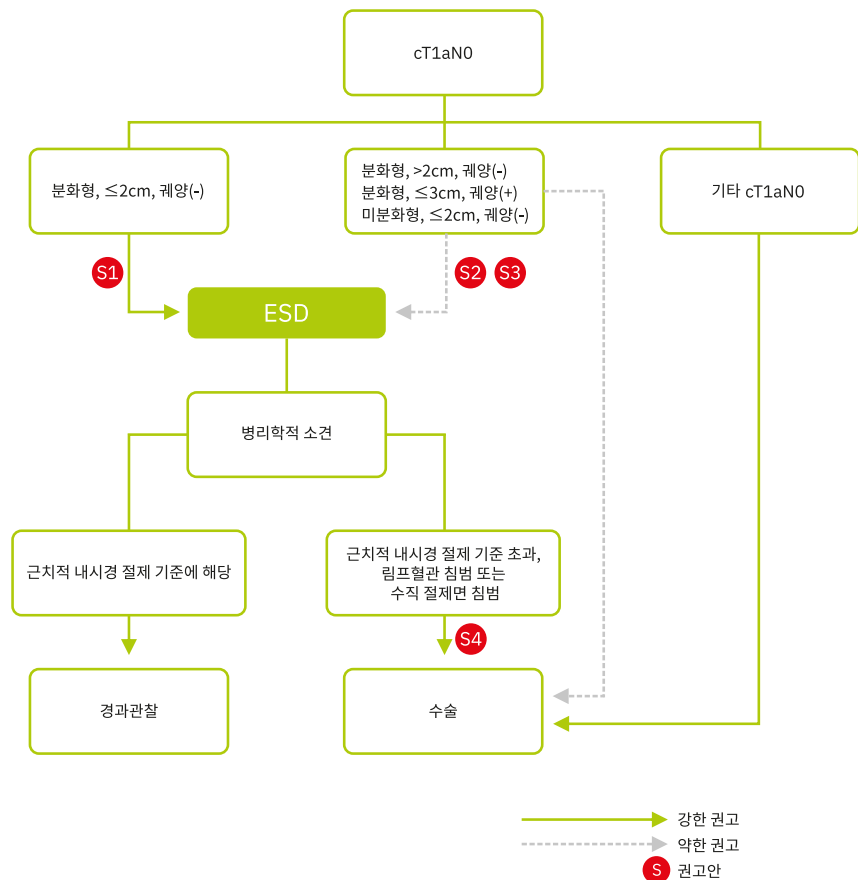 cT1aN0
분화형, ≤2cm, 궤양(-)
분화형, >2cm, 궤양(-)
분화형, ≤3cm, 궤양(+)
미분화형, ≤2cm, 궤양(-)
기타 cT1aN0
S1
S2
S3
ESD
병리학적 소견
근치적 내시경 절제 기준에 해당
근치적 내시경 절제 기준 초과,
림프혈관 침범 또는
수직 절제면 침범
S4
경과관찰
수술
강한 권고
약한 권고
S 권고안